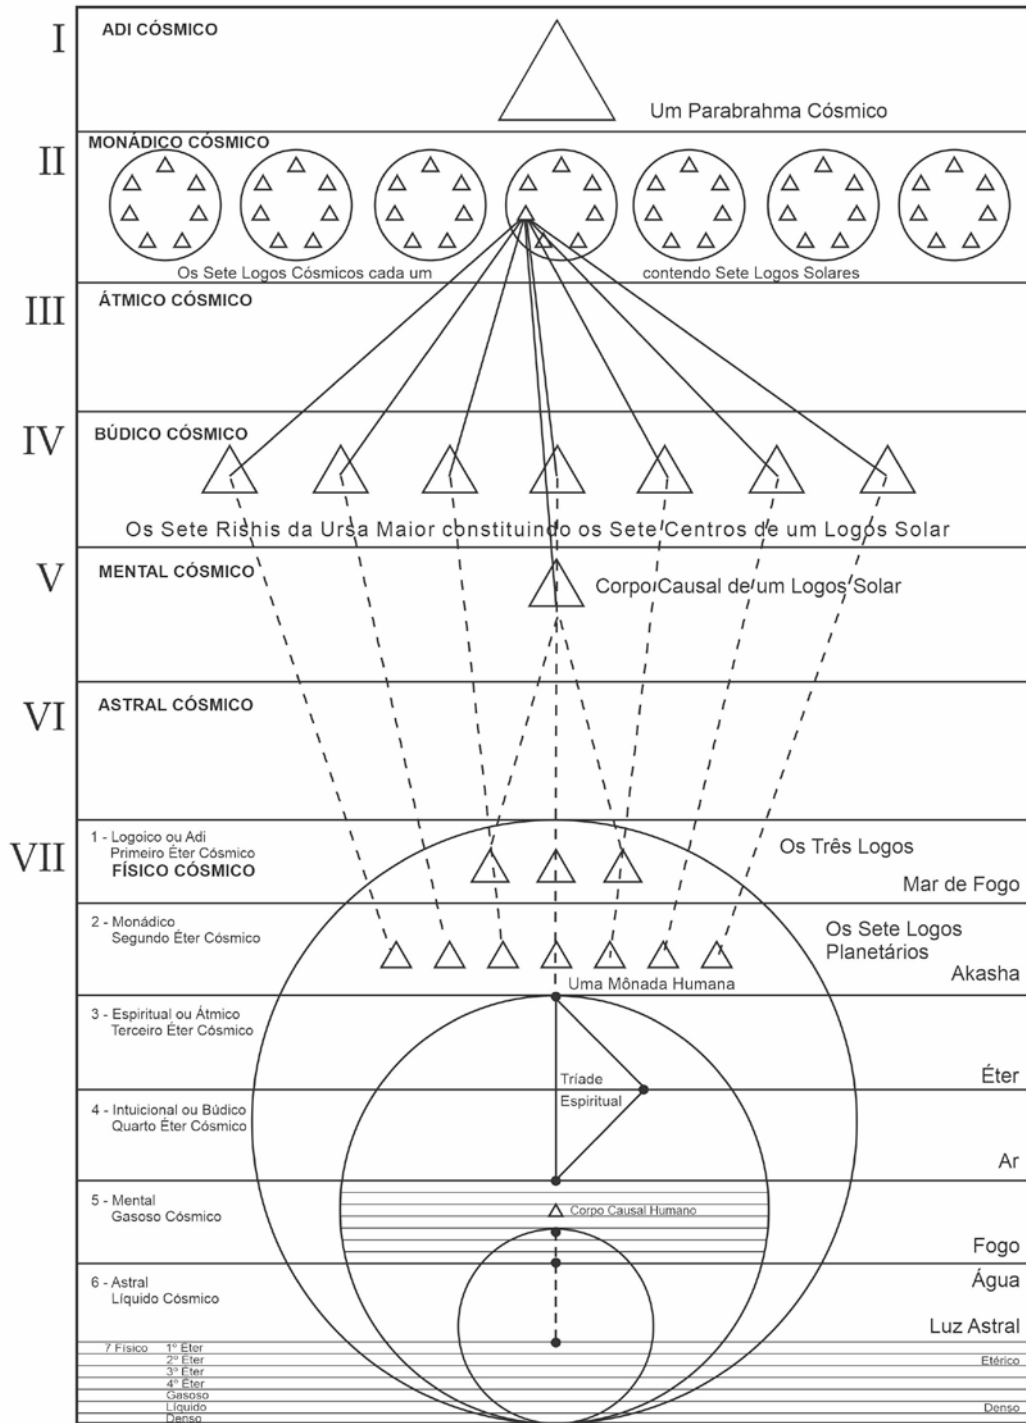 I
ADI CÓSMICO
Um Parabrahma Cósmico
II
MONÁDICO CÓSMICO
Os Sete Logos Cósmicos cada um contendo Sete Logos Solares
III
ÁTMICO CÓSMICO
IV
BÚDICO CÓSMICO
Os Sete Rishis da Ursa Maior constituindo os Sete Centros de um Logos Solar
V
MENTAL CÓSMICO
Corpo Causal de um Logos Solar
VI
ASTRAL CÓSMICO
VII
1 - Logoico ou Adi
Primeiro Éter Cósmico
FÍSICO CÓSMICO
Os Três Logos
Mar de Fogo
2 - Monádico
Segundo Éter Cósmico
Os Sete Logos
Planetários
Akasha
Uma Mônada Humana
3 - Espiritual ou Átmico
Terceiro Éter Cósmico
Éter
Tríade
Espiritual
4 - Intuicional ou Búdico
Quarto Éter Cósmico
Ar
5 - Mental
Gasoso Cósmico
Corpo Causal Humano
Fogo
6 - Astral
Líquido Cósmico
Água
Luz Astral
7 Físico 1º Éter
2º Éter Etérico
3º Éter
4º Éter
Gasoso
Líquido Denso
Denso